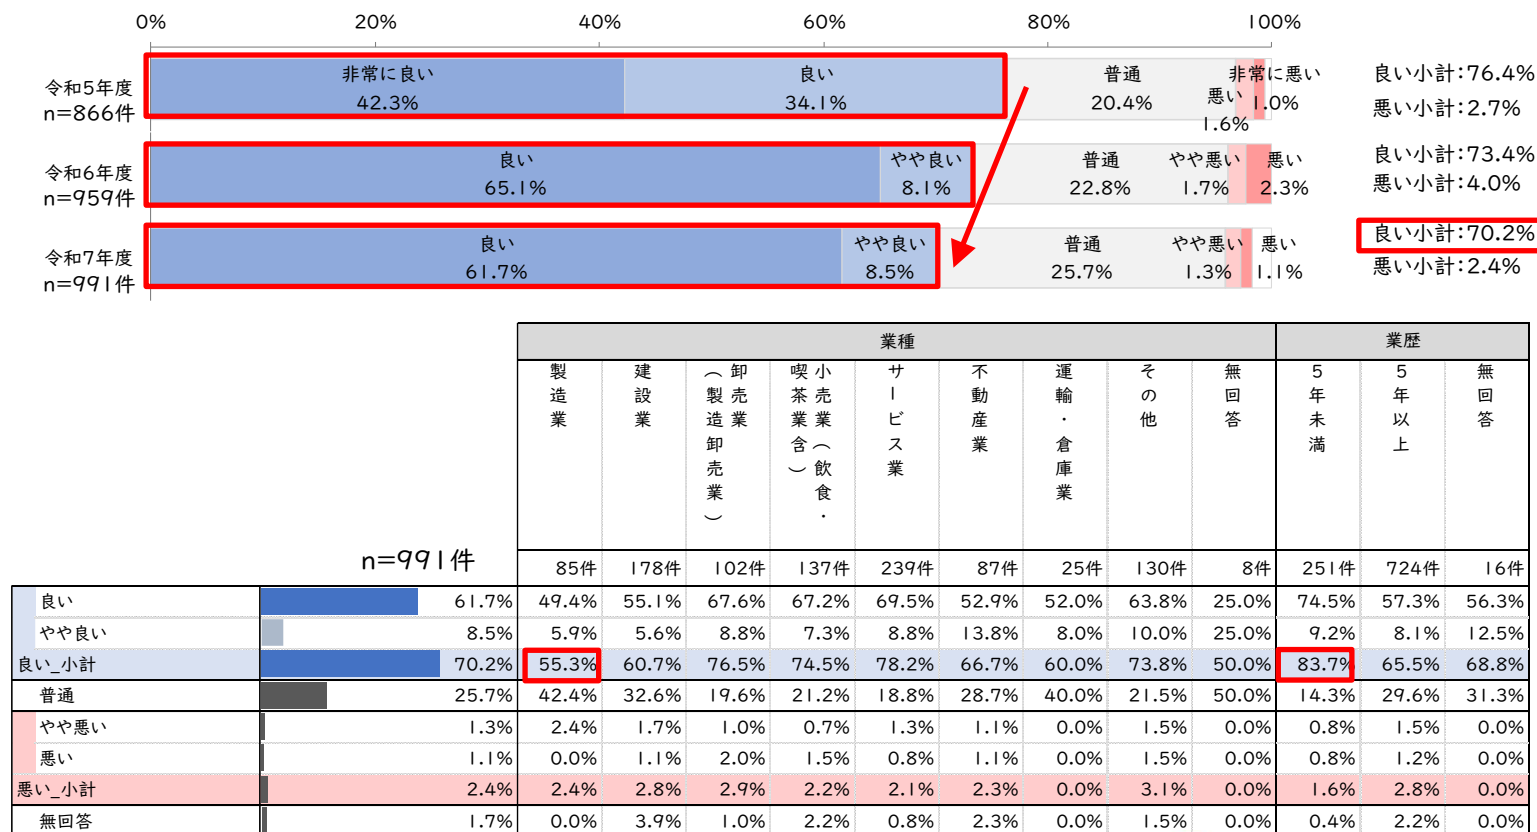 0% 20% 40% 60% 80% 100%
令和5年度
n=866件
非常に良い 良い 普通 悪い 非常に悪い
42.3% 34.1% 20.4% 1.6% 1.0%
良い小計:76.4%
悪い小計:2.7%
令和6年度
n=959件
良い やや良い 普通 やや悪い 悪い
65.1% 8.1% 22.8% 1.7% 2.3%
良い小計:73.4%
悪い小計:4.0%
令和7年度
n=991件
良い やや良い 普通 やや悪い 悪い
61.7% 8.5% 25.7% 1.3% 1.1%
良い小計:70.2%
悪い小計:2.4%
業種 業歴
製造業
建設業
卸売業
(製造卸売業)
小売業(飲食・
喫茶業含)
サービス業
不動産業
運輸・倉庫業
その他
無回答
5年未満
5年以上
無回答
n=991件
85件 178件 102件 137件 239件 87件 25件 130件 8件 251件 724件 16件
良い 61.7% 49.4% 55.1% 67.6% 67.2% 69.5% 52.9% 52.0% 63.8% 25.0% 74.5% 57.3% 56.3%
やや良い 8.5% 5.9% 5.6% 8.8% 7.3% 8.8% 13.8% 8.0% 10.0% 25.0% 9.2% 8.1% 12.5%
良い_小計 70.2% 55.3% 60.7% 76.5% 74.5% 78.2% 66.7% 60.0% 73.8% 50.0% 83.7% 65.5% 68.8%
普通 25.7% 42.4% 32.6% 19.6% 21.2% 18.8% 28.7% 40.0% 21.5% 50.0% 14.3% 29.6% 31.3%
やや悪い 1.3% 2.4% 1.7% 1.0% 0.7% 1.3% 1.1% 0.0% 1.5% 0.0% 0.8% 1.5% 0.0%
悪い 1.1% 0.0% 1.1% 2.0% 1.5% 0.8% 1.1% 0.0% 1.5% 0.0% 0.8% 1.2% 0.0%
悪い_小計 2.4% 2.4% 2.8% 2.9% 2.2% 2.1% 2.3% 0.0% 3.1% 0.0% 1.6% 2.8% 0.0%
無回答 1.7% 0.0% 3.9% 1.0% 2.2% 0.8% 2.3% 0.0% 1.5% 0.0% 0.4% 2.2% 0.0%